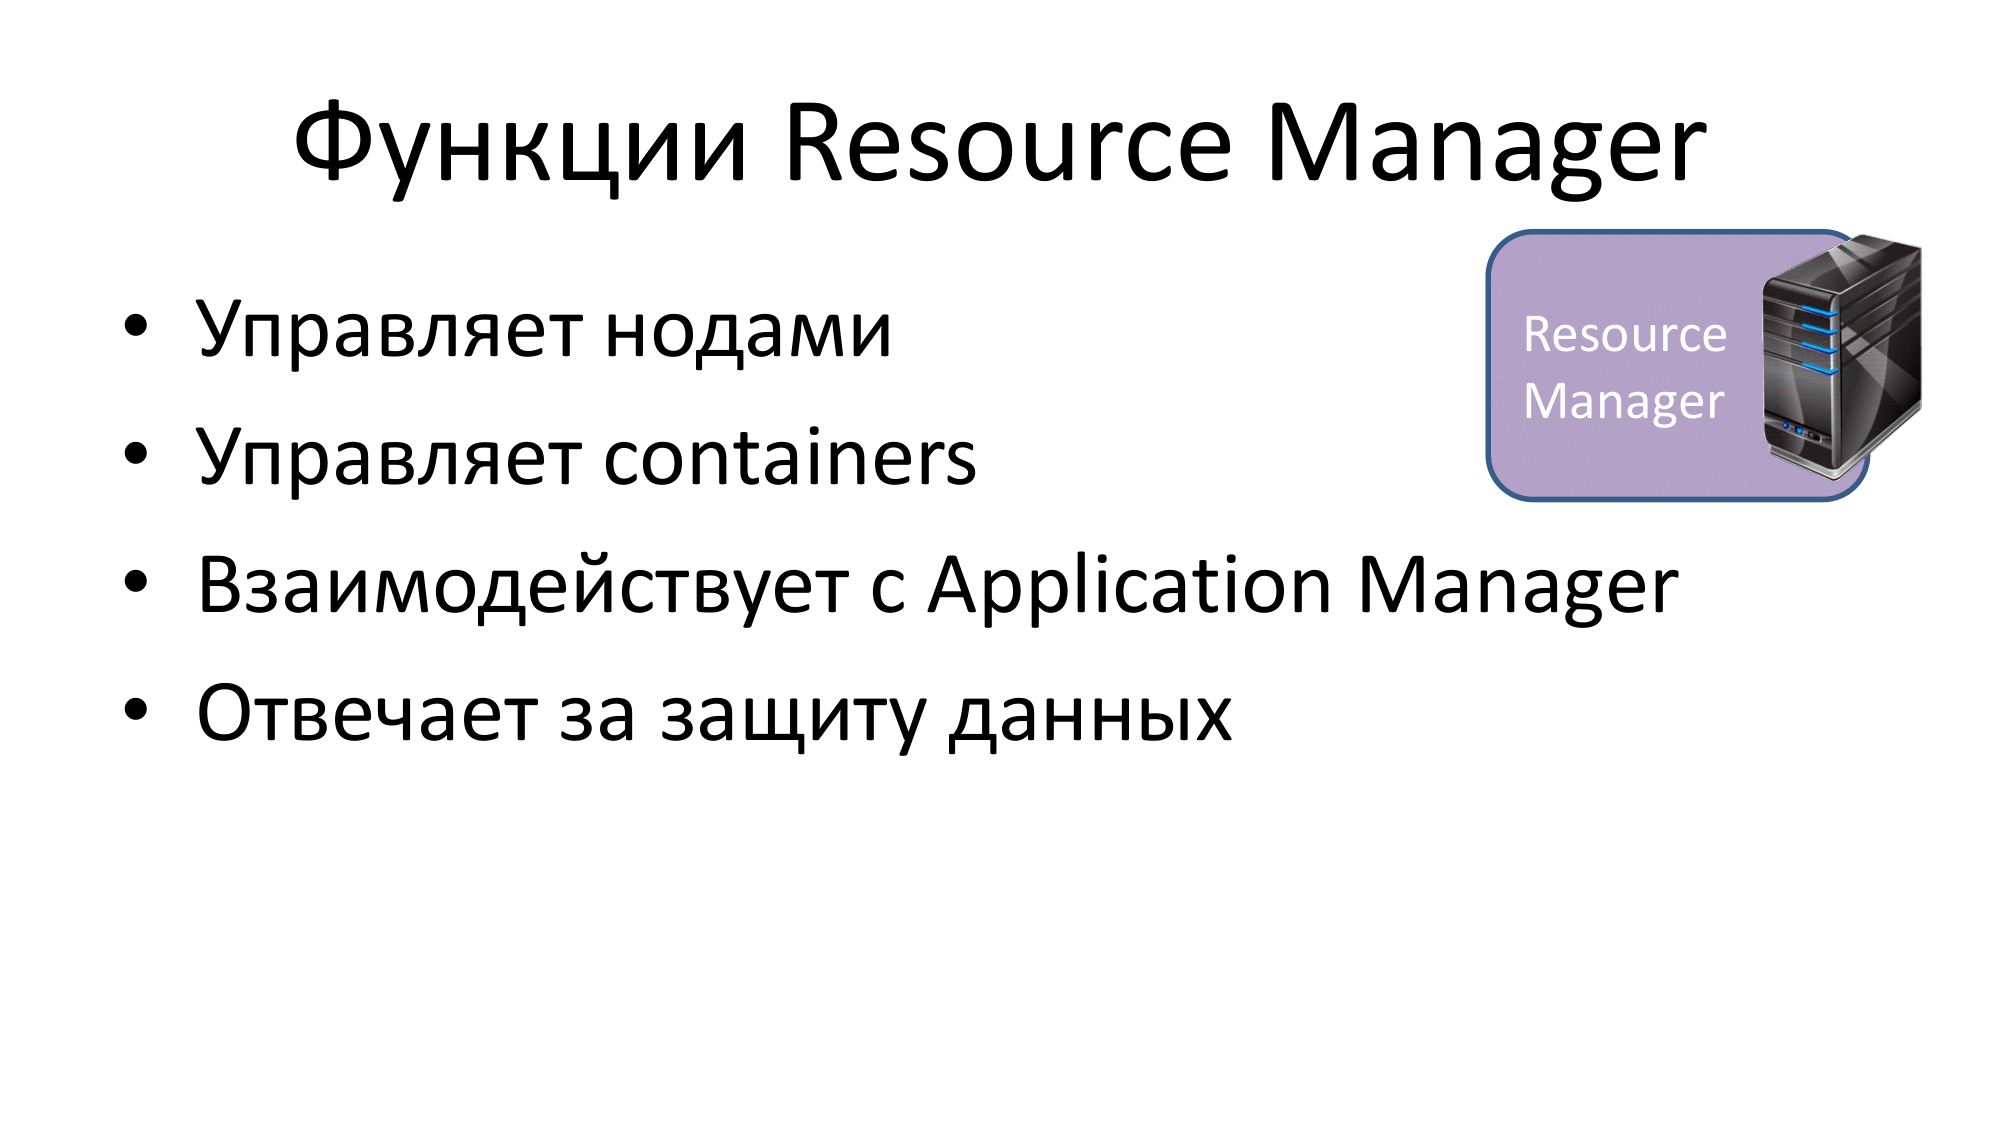 Функции Resource Manager
• Управляет нодами
• Управляет containers
• Взаимодействует с Application Manager
• Отвечает за защиту данных
Resource
Manager